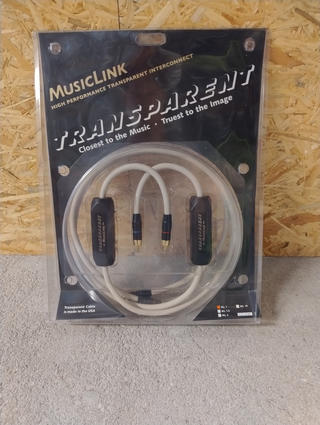 MUSICLINK
HIGH PERFORMANCE TRANSPARENT INTERCONNECT
TRANSPARENT
Closest to the Music · Truest to the Image
TRANSPARENT
TRANSPARENT
Transparent Cable
is made in the USA